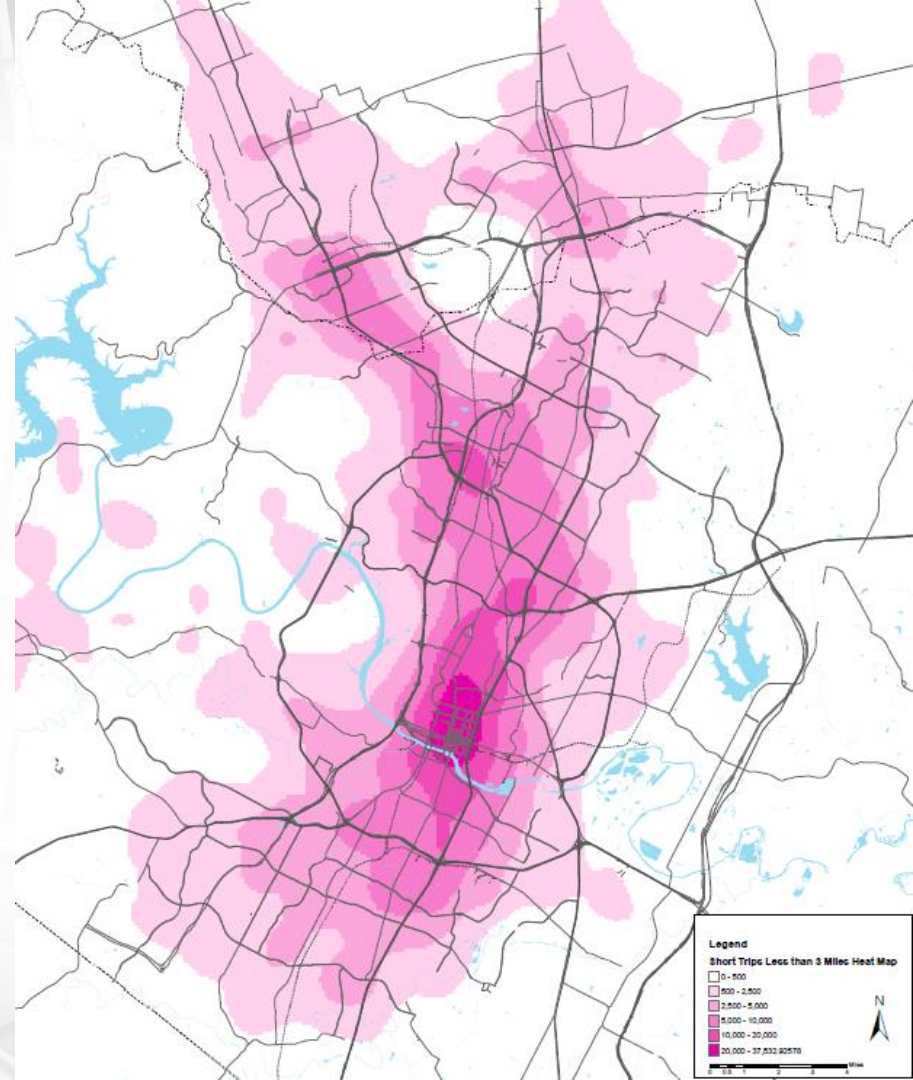 Legend
Short Trips Less than 3 Miles Heat Map
0 - 500
500 - 2,500
2,500 - 5,000
5,000 - 10,000
10,000 - 20,000
20,000 - 37,532.92578
N
Miles